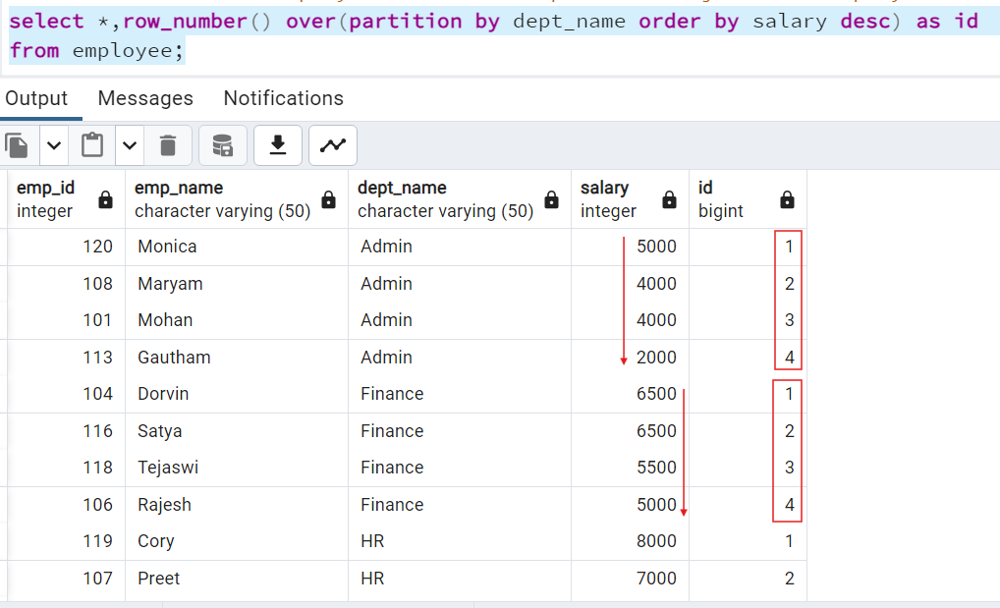 select *,row_number() over(partition by dept_name order by salary desc) as id
from employee;
Output Messages Notifications
emp_id emp_name dept_name salary id
integer character varying (50) character varying (50) integer bigint
120 Monica Admin 5000 1
108 Maryam Admin 4000 2
101 Mohan Admin 4000 3
113 Gautham Admin 2000 4
104 Dorvin Finance 6500 1
116 Satya Finance 6500 2
118 Tejaswi Finance 5500 3
106 Rajesh Finance 5000 4
119 Cory HR 8000 1
107 Preet HR 7000 2